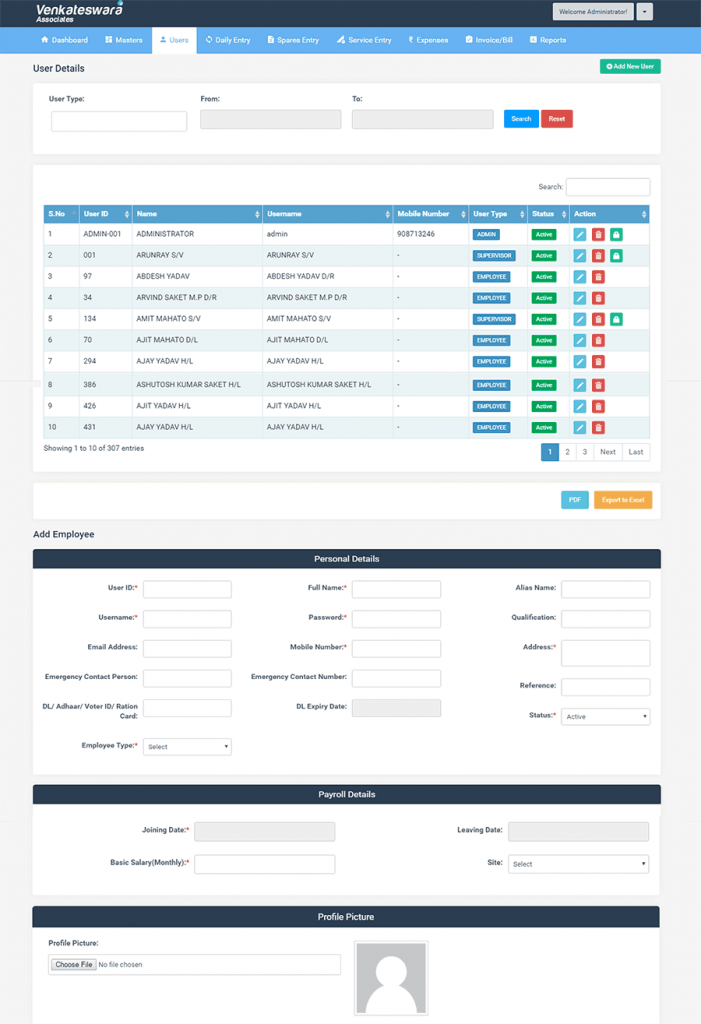 Venkateswara
Associates
Welcome Administrator!
Dashboard Masters Users Daily Entry Spares Entry Service Entry ₹ Expenses Invoice/Bill Reports
User Details
Add New User
User Type: From: To:
Search Reset
Search:
S.No User ID Name Username Mobile Number User Type Status Action
1 ADMIN-001 ADMINISTRATOR admin 908713246 ADMIN Active
2 001 ARUNRAY S/V ARUNRAY S/V - SUPERVISOR Active
3 97 ABDESH YADAV ABDESH YADAV D/R - EMPLOYEE Active
4 34 ARVIND SAKET M.P D/R ARVIND SAKET M.P D/R - EMPLOYEE Active
5 134 AMIT MAHATO S/V AMIT MAHATO S/V - SUPERVISOR Active
6 70 AJIT MAHATO D/L AJIT MAHATO D/L - EMPLOYEE Active
7 294 AJAY YADAV H/L AJAY YADAV H/L - EMPLOYEE Active
8 386 ASHUTOSH KUMAR SAKET H/L ASHUTOSH KUMAR SAKET H/L - EMPLOYEE Active
9 426 AJIT YADAV H/L AJIT YADAV H/L - EMPLOYEE Active
10 431 AJAY YADAV H/L AJAY YADAV H/L - EMPLOYEE Active
Showing 1 to 10 of 307 entries
1 2 3 Next Last
PDF Export to Excel
Add Employee
Personal Details
User ID:* Full Name:* Alias Name:
Username:* Password:* Qualification:
Email Address: Mobile Number:* Address:*
Emergency Contact Person: Emergency Contact Number:
Reference:
DL/ Adhaar/ Voter ID/ Ration
Card:
DL Expiry Date:
Status:* Active
Employee Type:* Select
Payroll Details
Joining Date:* Leaving Date:
Basic Salary(Monthly):* Site: Select
Profile Picture
Profile Picture:
Choose File No file chosen